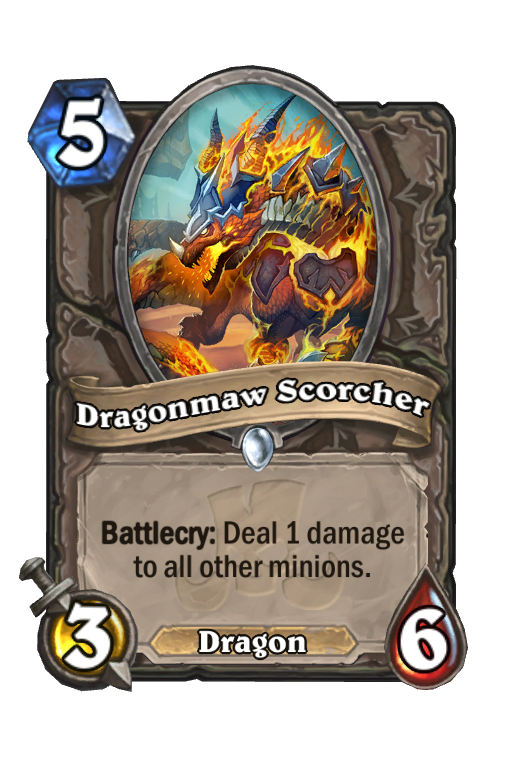 5
Dragonmaw Scorcher
Battlecry: Deal 1 damage
to all other minions.
3
Dragon
6